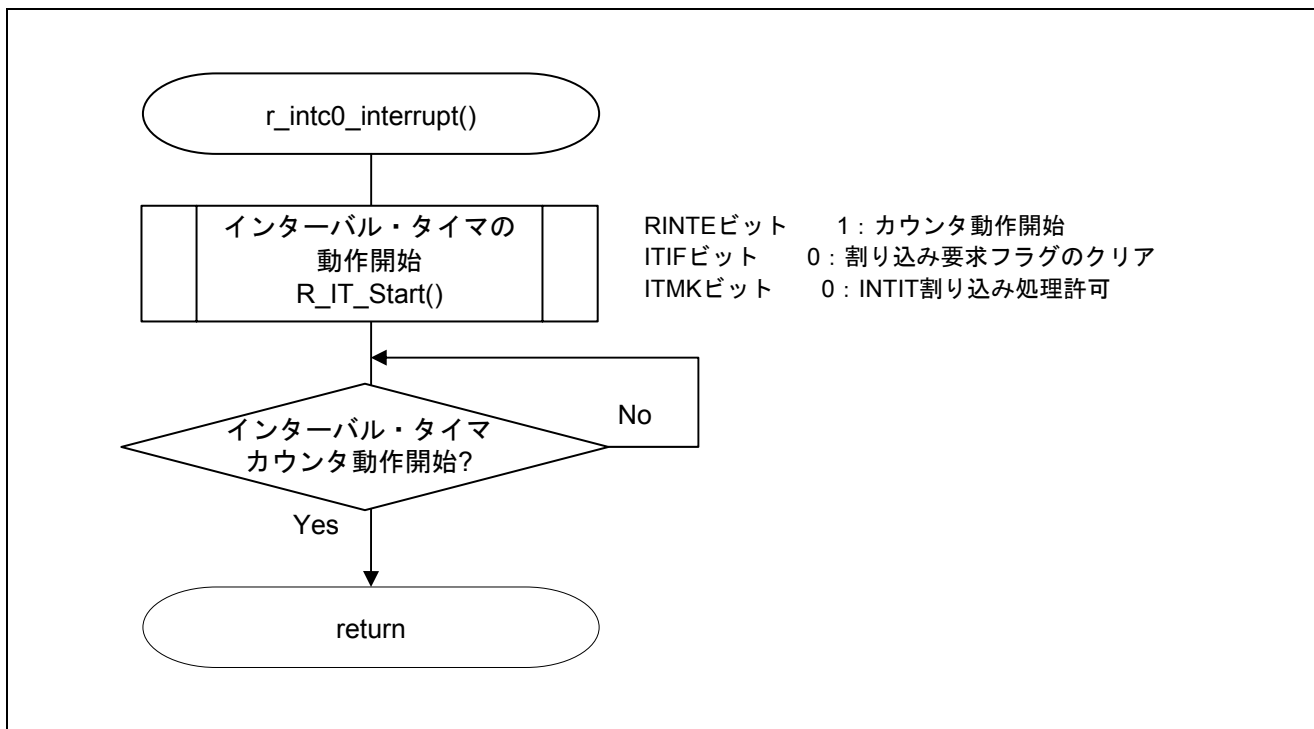 r_intc0_interrupt()
インターバル・タイマの
動作開始
R_IT_Start()
RINTEビット　　1：カウンタ動作開始
ITIFビット　　0：割り込み要求フラグのクリア
ITMKビット　　0：INTIT割り込み処理許可
インターバル・タイマ
カウンタ動作開始?
No
Yes
return